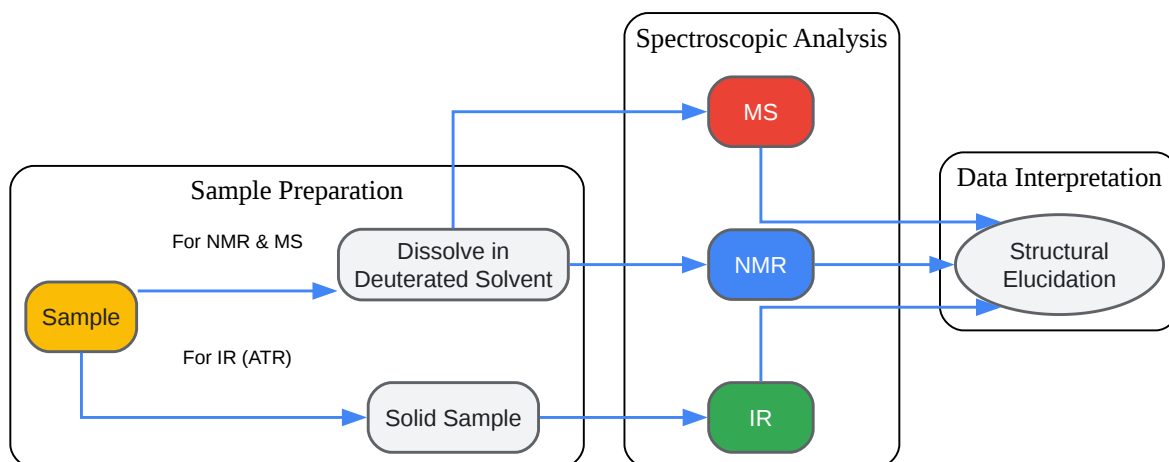 Spectroscopic Analysis
MS
Sample Preparation
Data Interpretation
For NMR & MS
Dissolve in
Deuterated Solvent
NMR
Structural
Elucidation
Sample
For IR (ATR)
Solid Sample
IR